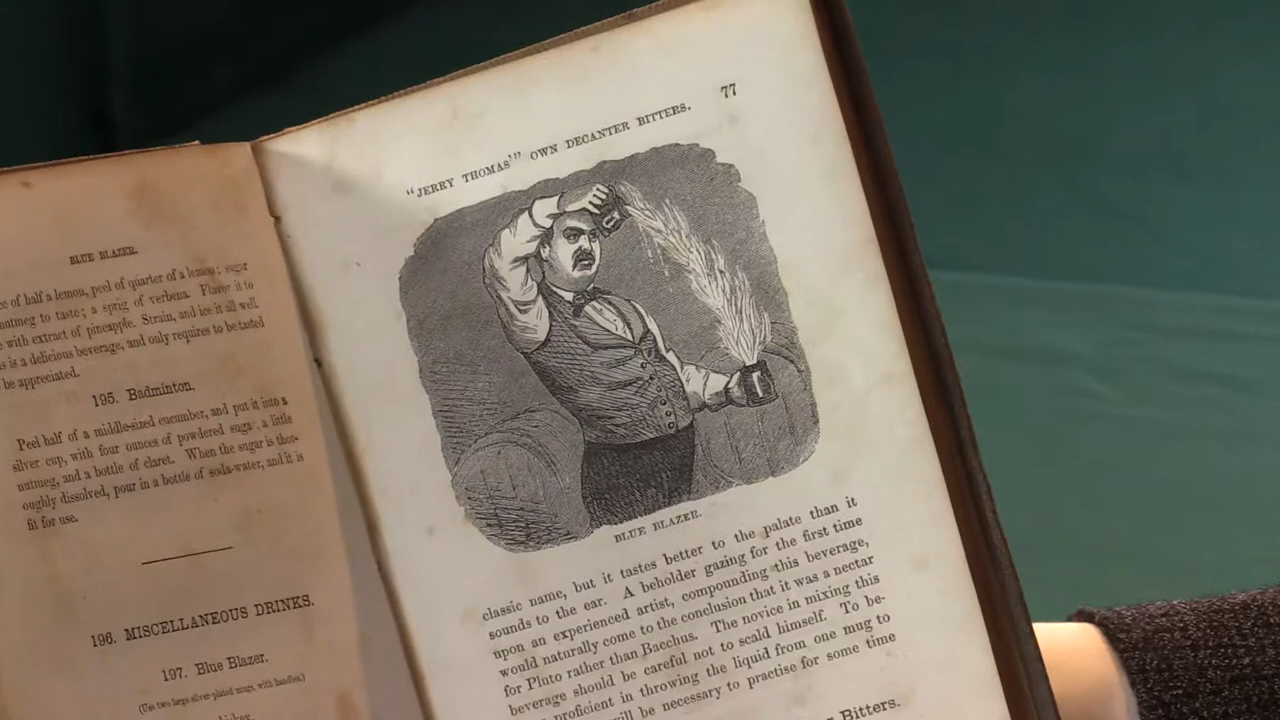 BLUE BLAZER.
of half a lemon, peel of quarter of a lemon; sugar
nutmeg to taste; a sprig of verbena. Flavor it to
with extract of pineapple. Strain, and ice it all well.
is a delicious beverage, and only requires to be tasted
be appreciated.
195. Badminton.
Peel half of a middle-sized cucumber, and put it into a
silver cup, with four ounces of powdered suga , a little
nutmeg, and a bottle of claret. When the sugar is thor-
oughly dissolved, pour in a bottle of soda-water, and it is
fit for use.
196. MISCELLANEOUS DRINKS.
197. Blue Blazer.
(Use two large silver-plated mugs, with handles.)
"JERRY THOMAS'" OWN DECANTER BITTERS. 77
BLUE BLAZER.
classic name, but it tastes better to the palate than it
sounds to the ear. A beholder gazing for the first time
upon an experienced artist, compounding this beverage,
would naturally come to the conclusion that it was a nectar
for Pluto rather than Bacchus. The novice in mixing this
beverage should be careful not to scald himself. To be-
proficient in throwing the liquid from one mug to
will be necessary to practise for some time
Bitters.